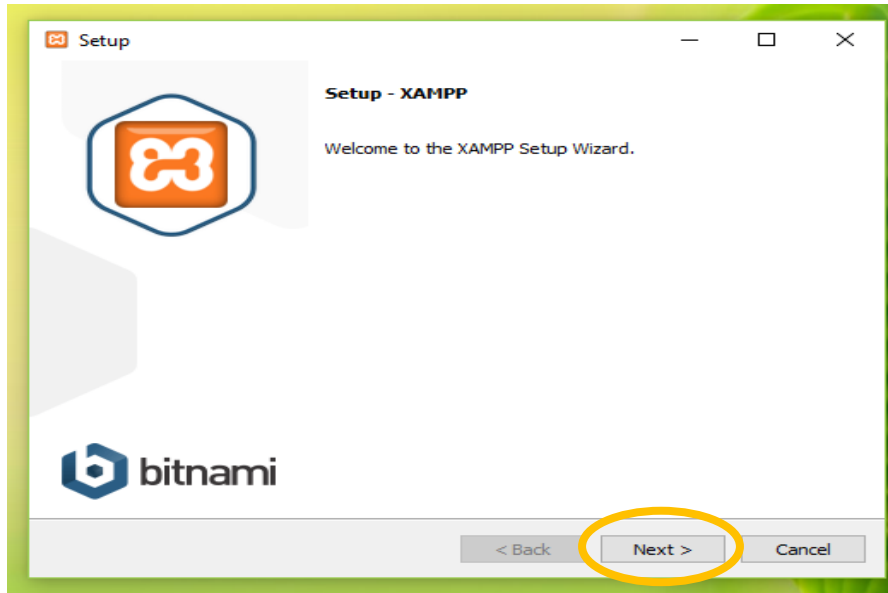 Setup
Setup - XAMPP
Welcome to the XAMPP Setup Wizard.
bitnami
< Back
Next >
Cancel